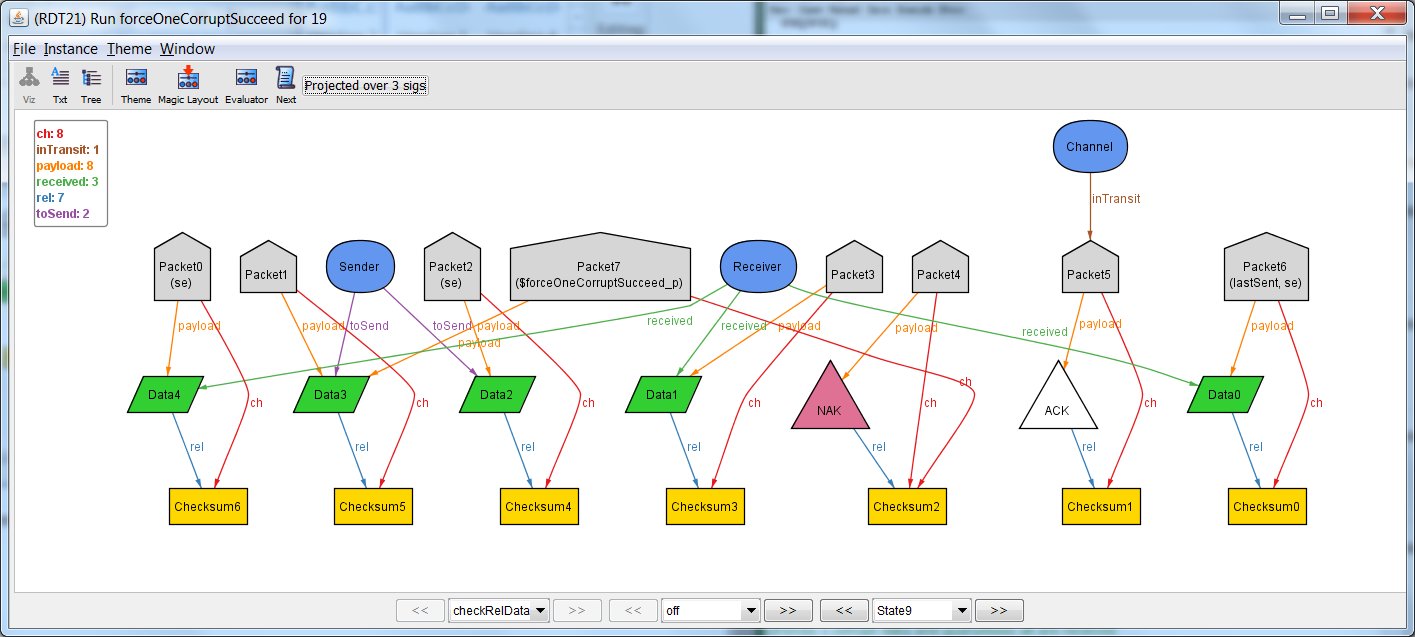 (RDT21) Run forceOneCorruptSucceed for 19
File Instance Theme Window
Viz Txt Tree Theme Magic Layout Evaluator Next Projected over 3 sigs
ch: 8
inTransit: 1
payload: 8
received: 3
rel: 7
toSend: 2
Channel
inTransit
Packet0
(se)
Packet1
Sender
Packet2
(se)
Packet7
($forceOneCorruptSucceed_p)
Receiver
Packet3
Packet4
Packet5
Packet6
(lastSent, se)
payload payload toSend toSend payload received received payload payload received payload payload
payload
Data4 ch Data3 ch Data2 ch Data1 ch NAK ch ch ACK ch Data0 ch
rel rel rel rel rel rel rel
Checksum6 Checksum5 Checksum4 Checksum3 Checksum2 Checksum1 Checksum0
<< checkRelData >> << off >> << State9 >>